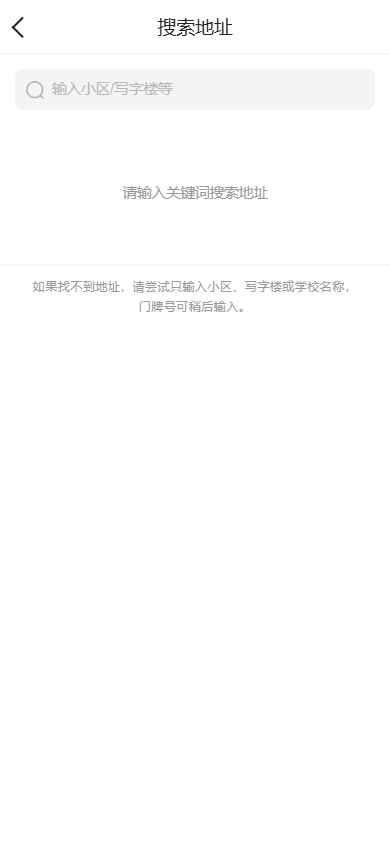 搜索地址
输入小区/写字楼等
请输入关键词搜索地址
如果找不到地址，请尝试只输入小区、写字楼或学校名称，
门牌号可稍后输入。